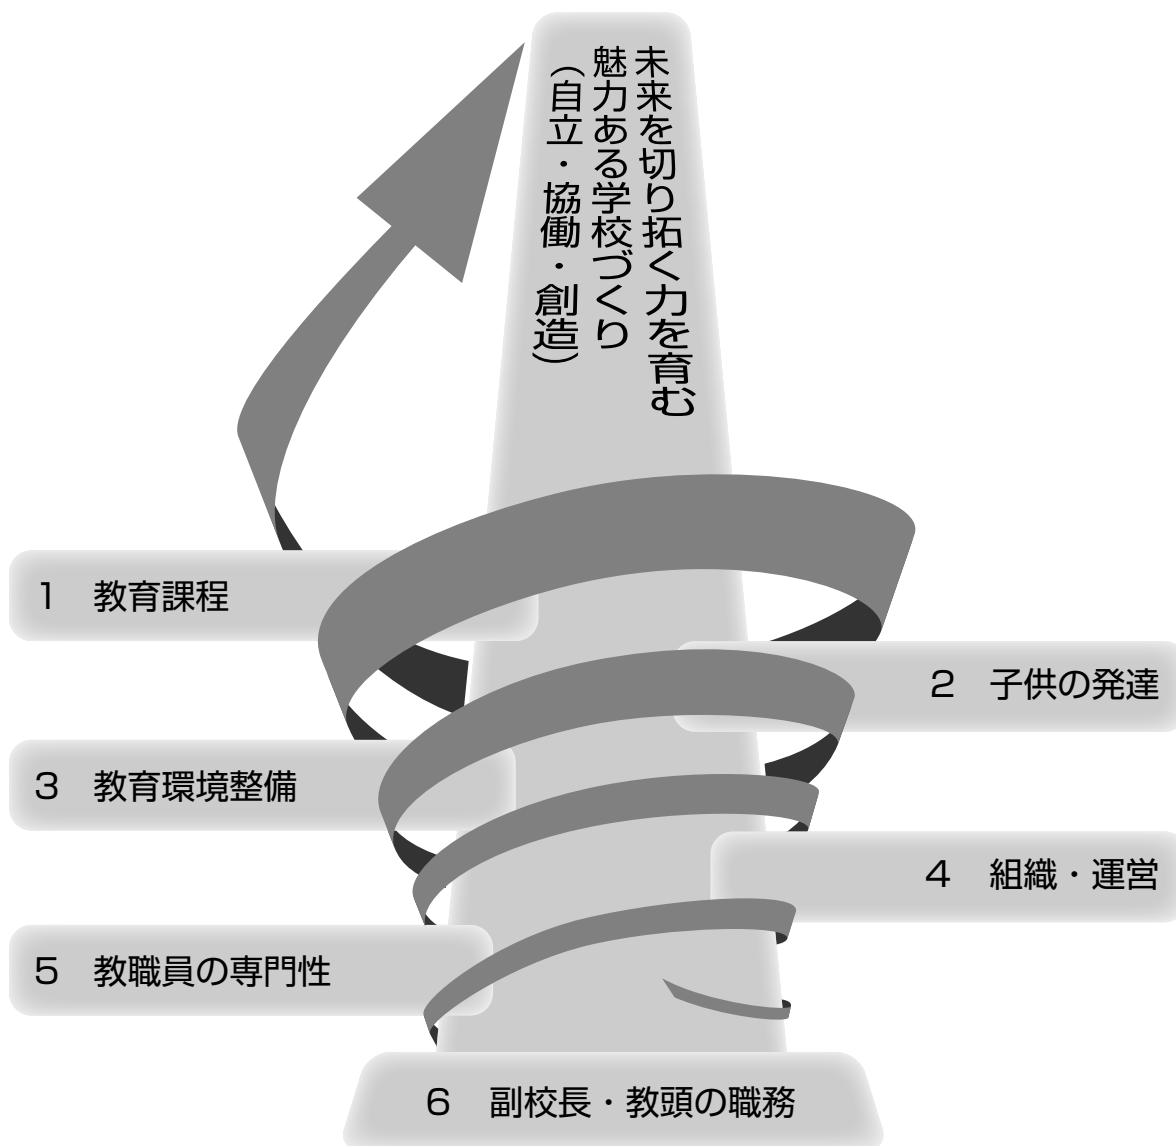 未来を切り拓く力を育む
魅力ある学校づくり
（自立・協働・創造）
1　教育課程
2　子供の発達
3　教育環境整備
4　組織・運営
5　教職員の専門性
6　副校長・教頭の職務